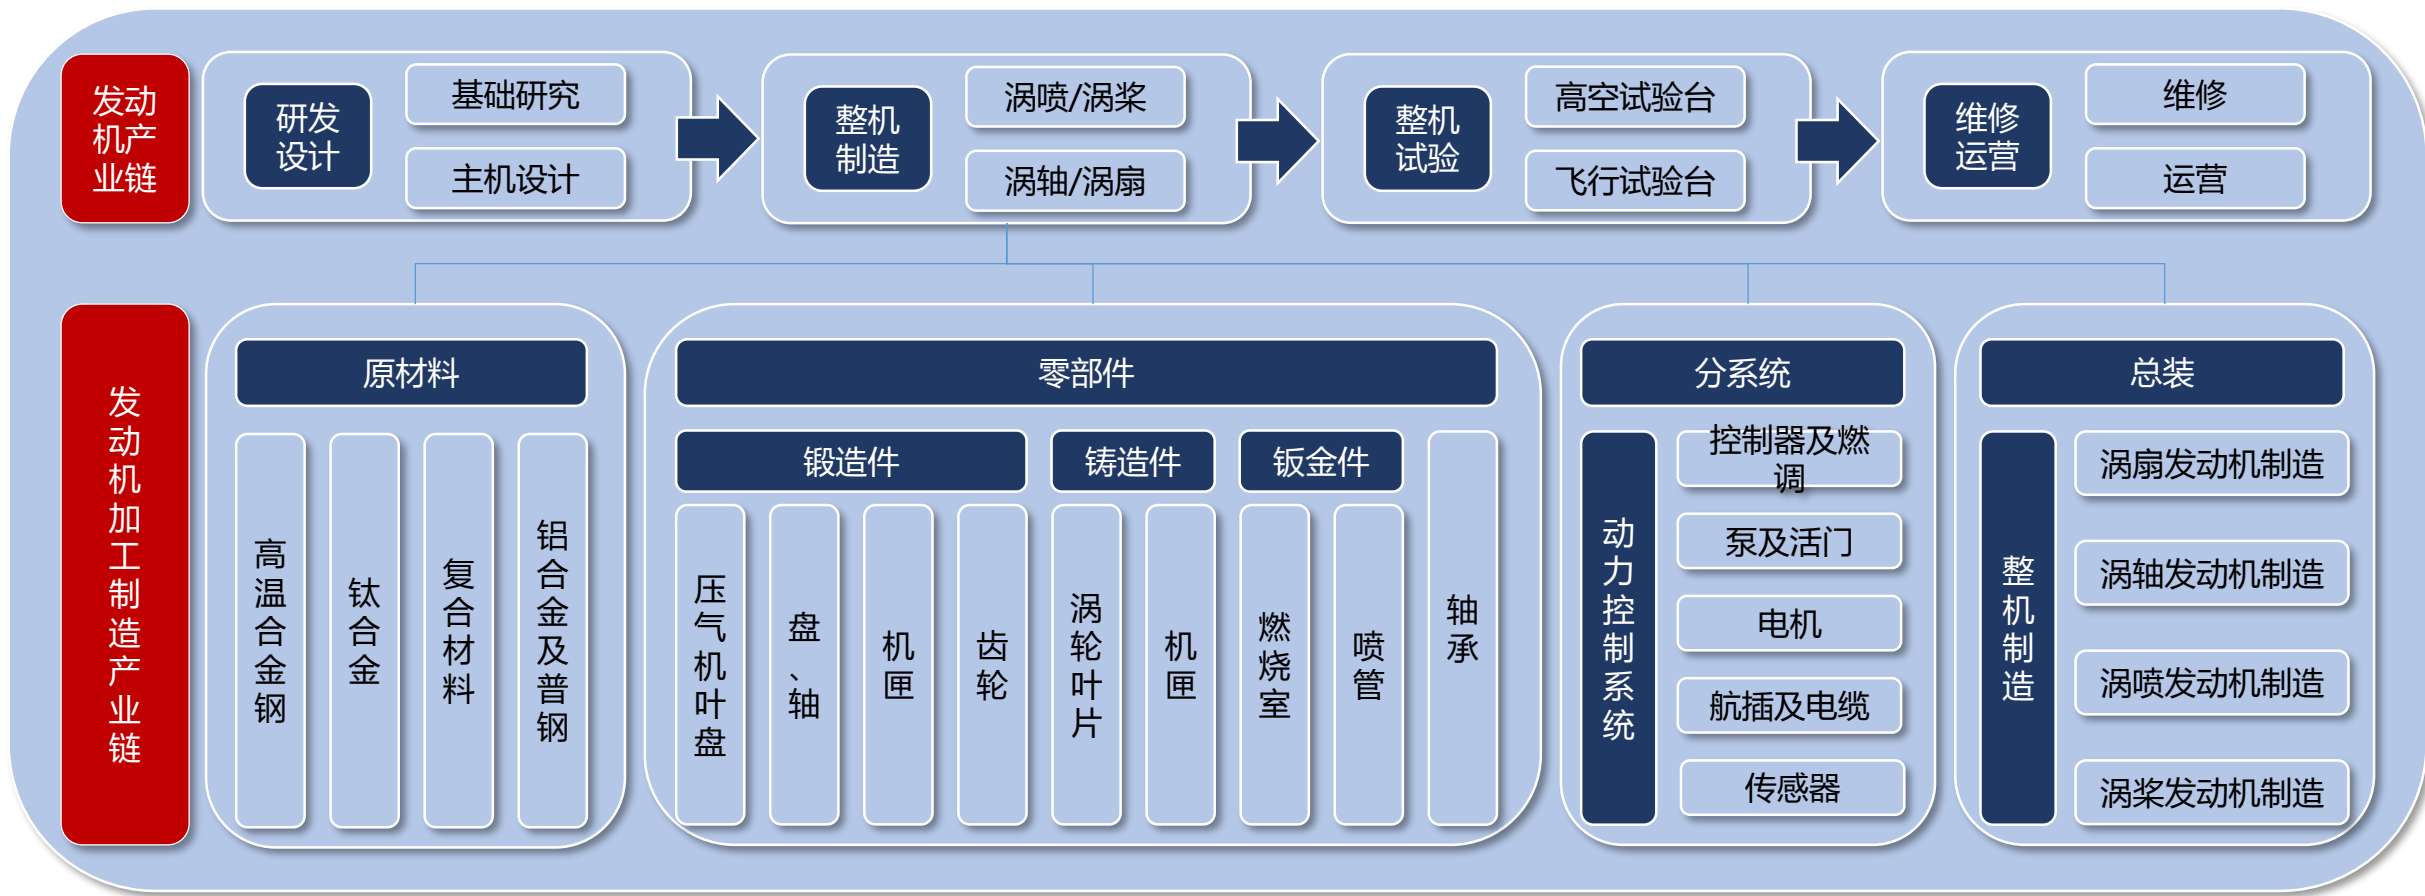 发动
机产
业链
研发
设计
基础研究
主机设计
整机
制造
涡喷/涡桨
涡轴/涡扇
整机
试验
高空试验台
飞行试验台
维修
运营
维修
运营
发动机加工制造产业链
原材料
高温合金钢
钛合金
复合材料
铝合金及普钢
零部件
锻造件
压气机叶盘
盘、轴
机匣
齿轮
铸造件
涡轮叶片
机匣
钣金件
燃烧室
喷管
轴承
分系统
动力控制系统
控制器及燃
调
泵及活门
电机
航插及电缆
传感器
总装
整机制造
涡扇发动机制造
涡轴发动机制造
涡喷发动机制造
涡桨发动机制造